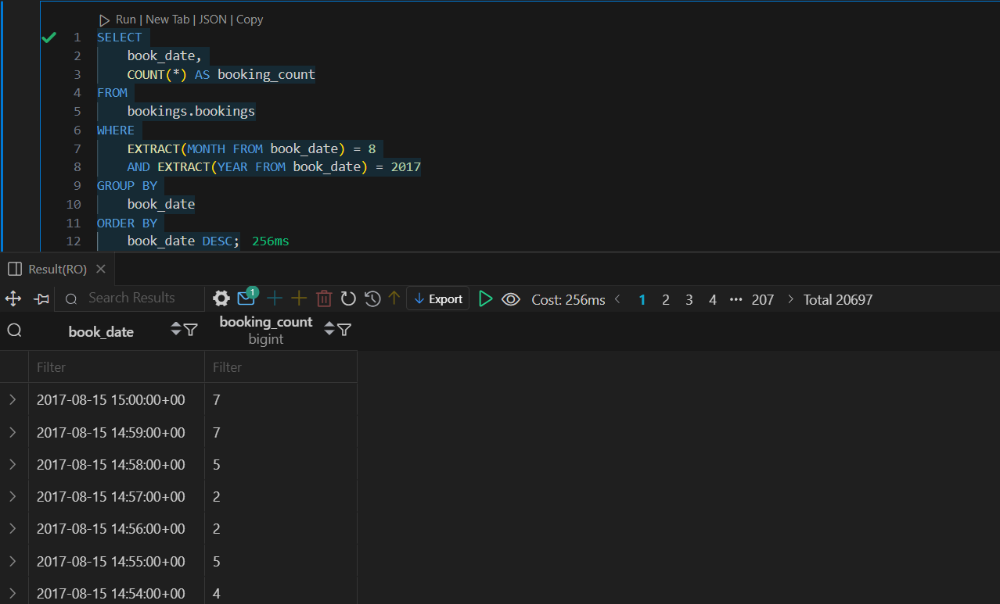 Run | New Tab | JSON | Copy
1 SELECT
2 book_date,
3 COUNT(*) AS booking_count
4 FROM
5 bookings.bookings
6 WHERE
7 EXTRACT(MONTH FROM book_date) = 8
8 AND EXTRACT(YEAR FROM book_date) = 2017
9 GROUP BY
10 book_date
11 ORDER BY
12 book_date DESC; 256ms
Result(RO)
Search Results 1 Export Cost: 256ms 1 2 3 4 ••• 207 Total 20697
book_date booking_count
bigint
Filter Filter
2017-08-15 15:00:00+00 7
2017-08-15 14:59:00+00 7
2017-08-15 14:58:00+00 5
2017-08-15 14:57:00+00 2
2017-08-15 14:56:00+00 2
2017-08-15 14:55:00+00 5
2017-08-15 14:54:00+00 4